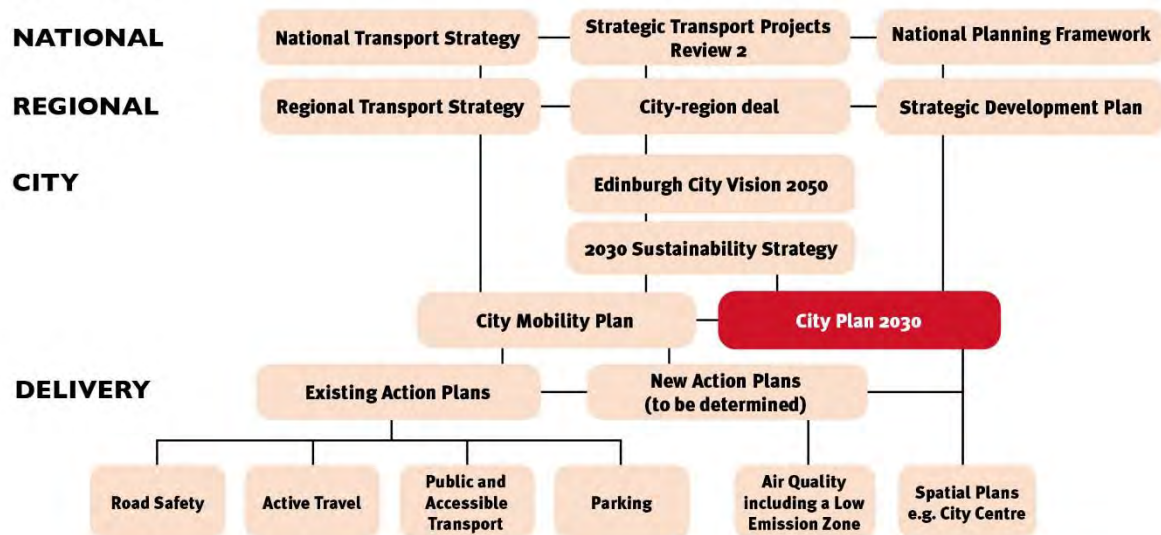 NATIONAL
National Transport Strategy
Strategic Transport Projects
Review 2
National Planning Framework
REGIONAL
Regional Transport Strategy
City-region deal
Strategic Development Plan
CITY
Edinburgh City Vision 2050
2030 Sustainability Strategy
City Mobility Plan
City Plan 2030
DELIVERY
Existing Action Plans
New Action Plans
(to be determined)
Road Safety
Active Travel
Public and
Accessible
Transport
Parking
Air Quality
including a Low
Emission Zone
Spatial Plans
e.g. City Centre